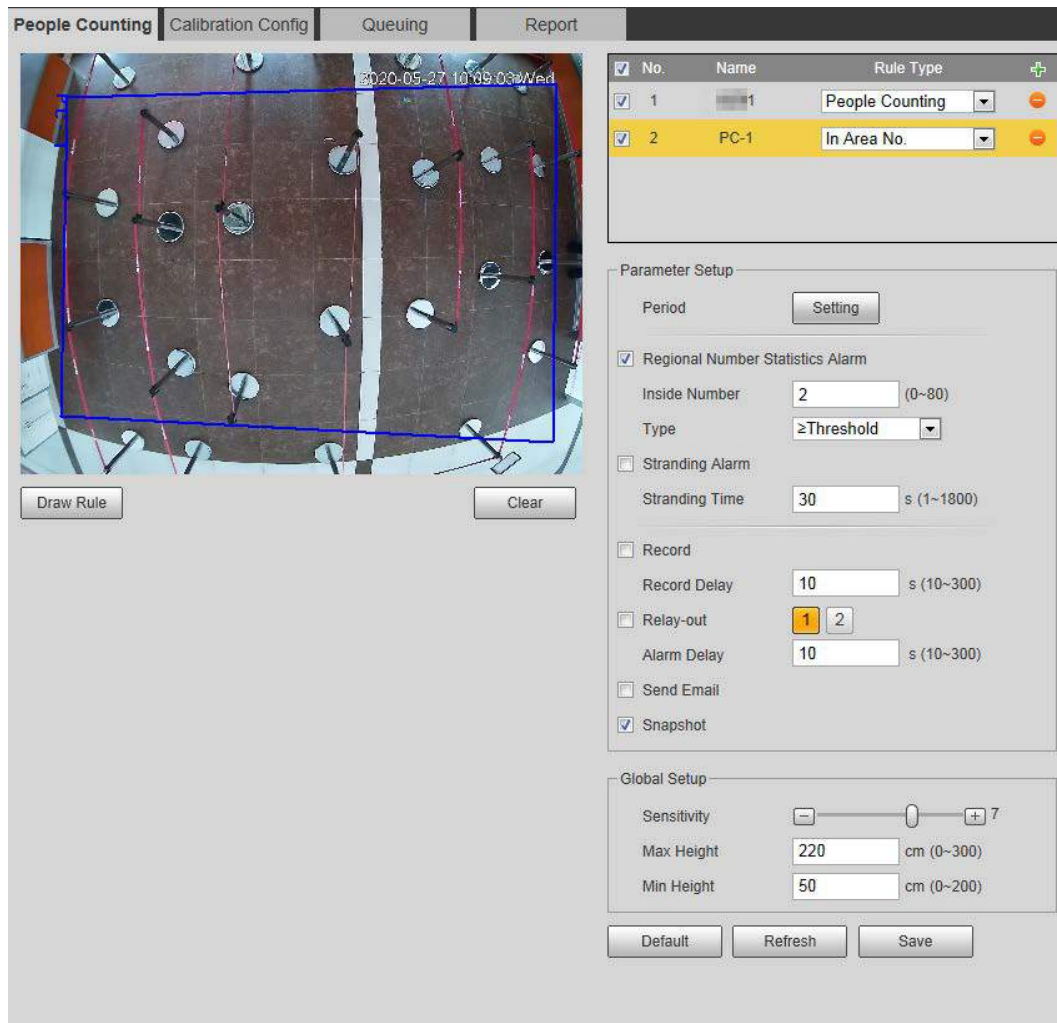 People Counting Calibration Config Queuing Report
2020-05-27 10:09:03 Wed
No. Name Rule Type
1 1 People Counting
2 PC-1 In Area No.
Parameter Setup
Period Setting
Regional Number Statistics Alarm
Inside Number 2 (0~80)
Type ≥Threshold
Stranding Alarm
Stranding Time 30 s (1~1800)
Draw Rule Clear
Record
Record Delay 10 s (10~300)
Relay-out 1 2
Alarm Delay 10 s (10~300)
Send Email
Snapshot
Global Setup
Sensitivity 7
Max Height 220 cm (0~300)
Min Height 50 cm (0~200)
Default Refresh Save